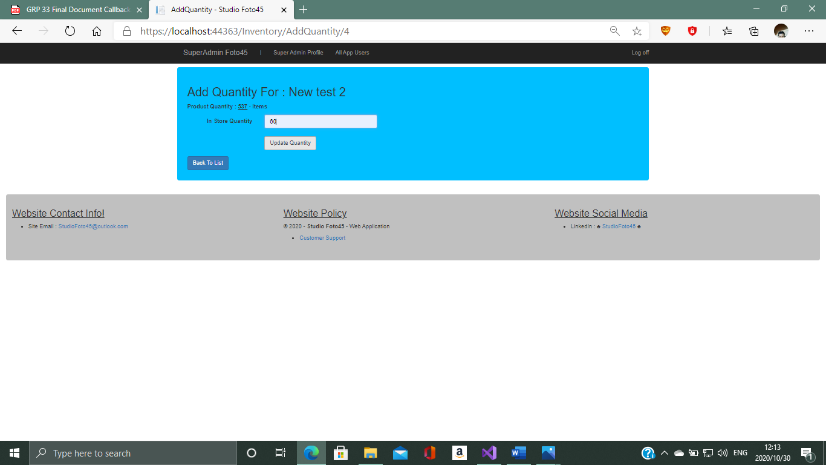 GRP 33 Final Document Callback
AddQuantity - Studio Foto45
https://localhost:44363/Inventory/AddQuantity/4
SuperAdmin Foto45 | Super Admin Profile All App Users Log off
Add Quantity For : New test 2
Product Quantity : 537 - Items
In Store Quantity 60
Update Quantity
Back To List
Website Contact Info!
Site Email : StudioFoto45@outlook.com
Website Policy
© 2020 - Studio Foto45 - Web Application
Customer Support
Website Social Media
LinkedIn : ♠ StudioFoto45 ♠
Type here to search
ENG
12:13
2020/10/30
1